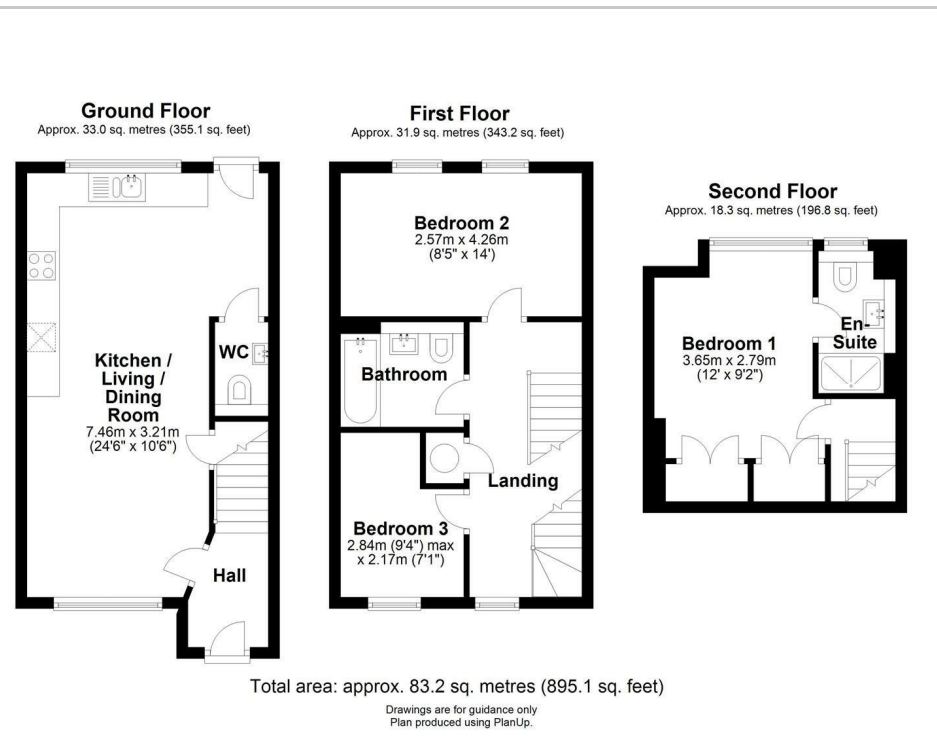 Ground Floor
Approx. 33.0 sq. metres (355.1 sq. feet)
Kitchen /
Living /
Dining
Room
7.46m x 3.21m
(24'6" x 10'6")
WC
Hall
First Floor
Approx. 31.9 sq. metres (343.2 sq. feet)
Bedroom 2
2.57m x 4.26m
(8'5" x 14')
Bathroom
Landing
Bedroom 3
2.84m (9'4") max
x 2.17m (7'1")
Second Floor
Approx. 18.3 sq. metres (196.8 sq. feet)
Bedroom 1
3.65m x 2.79m
(12' x 9'2")
En-
Suite
Total area: approx. 83.2 sq. metres (895.1 sq. feet)
Drawings are for guidance only
Plan produced using PlanUp.